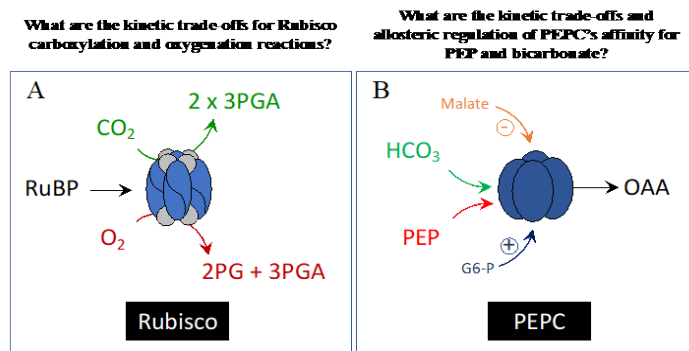 What are the kinetic trade-offs for Rubisco
carboxylation and oxygenation reactions?
What are the kinetic trade-offs and
allosteric regulation of PEPC's affinity for
PEP and bicarbonate?
A
2 x 3PGA
CO₂
RuBP
O₂
2PG + 3PGA
Rubisco
B
Malate
−
HCO₃
OAA
PEP
+
G6-P
PEPC